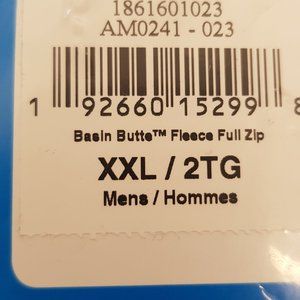 1861601023
AM0241 - 023
1 92660 15299 8
Basin Butte™ Fleece Full Zip
XXL / 2TG
Mens / Hommes